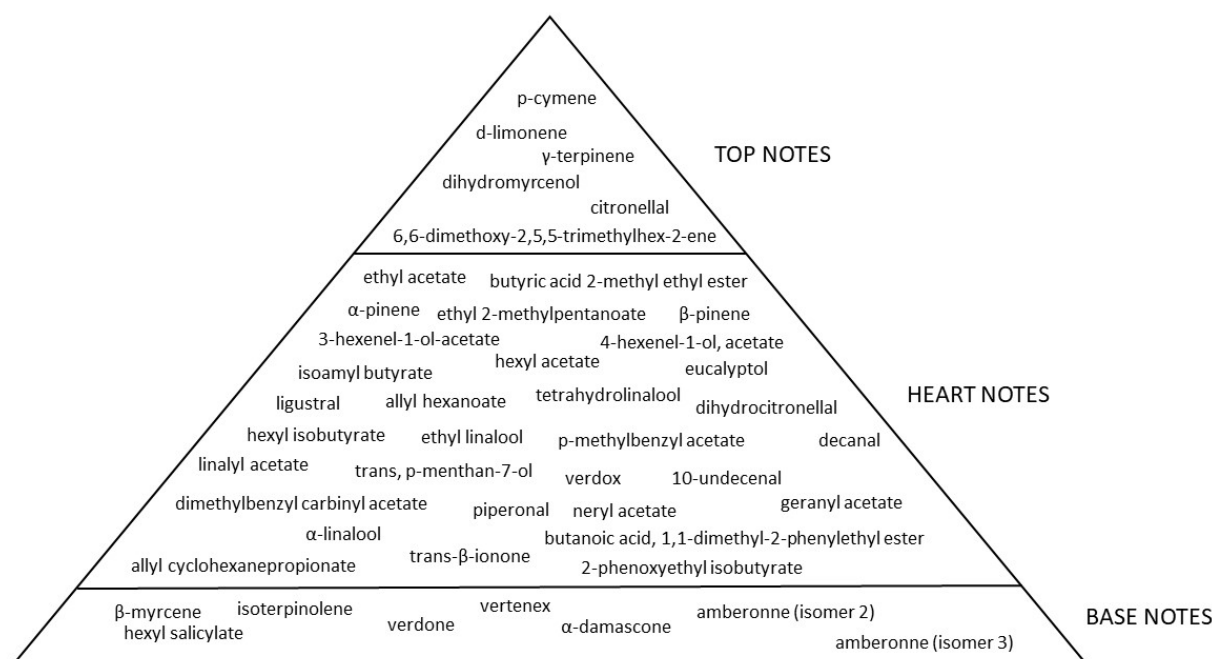 p-cymene
d-limonene
γ-terpinene
TOP NOTES
dihydromyrcenol
citronellal
6,6-dimethoxy-2,5,5-trimethylhex-2-ene
ethyl acetate
butyric acid 2-methyl ethyl ester
α-pinene
ethyl 2-methylpentanoate
β-pinene
3-hexenel-1-ol-acetate
4-hexenel-1-ol, acetate
hexyl acetate
eucalyptol
isoamyl butyrate
tetrahydrolinalool
HEART NOTES
ligustral
allyl hexanoate
dihydrocitronellal
hexyl isobutyrate
ethyl linalool
p-methylbenzyl acetate
decanal
linalyl acetate
trans, p-menthan-7-ol
verdox
10-undecenal
dimethylbenzyl carbinyl acetate
piperonal
neryl acetate
geranyl acetate
α-linalool
butanoic acid, 1,1-dimethyl-2-phenylethyl ester
trans-β-ionone
allyl cyclohexanepropionate
2-phenoxyethyl isobutyrate
β-myrcene
isoterpinolene
vertenex
amberonne (isomer 2)
BASE NOTES
hexyl salicylate
verdone
α-damascone
amberonne (isomer 3)